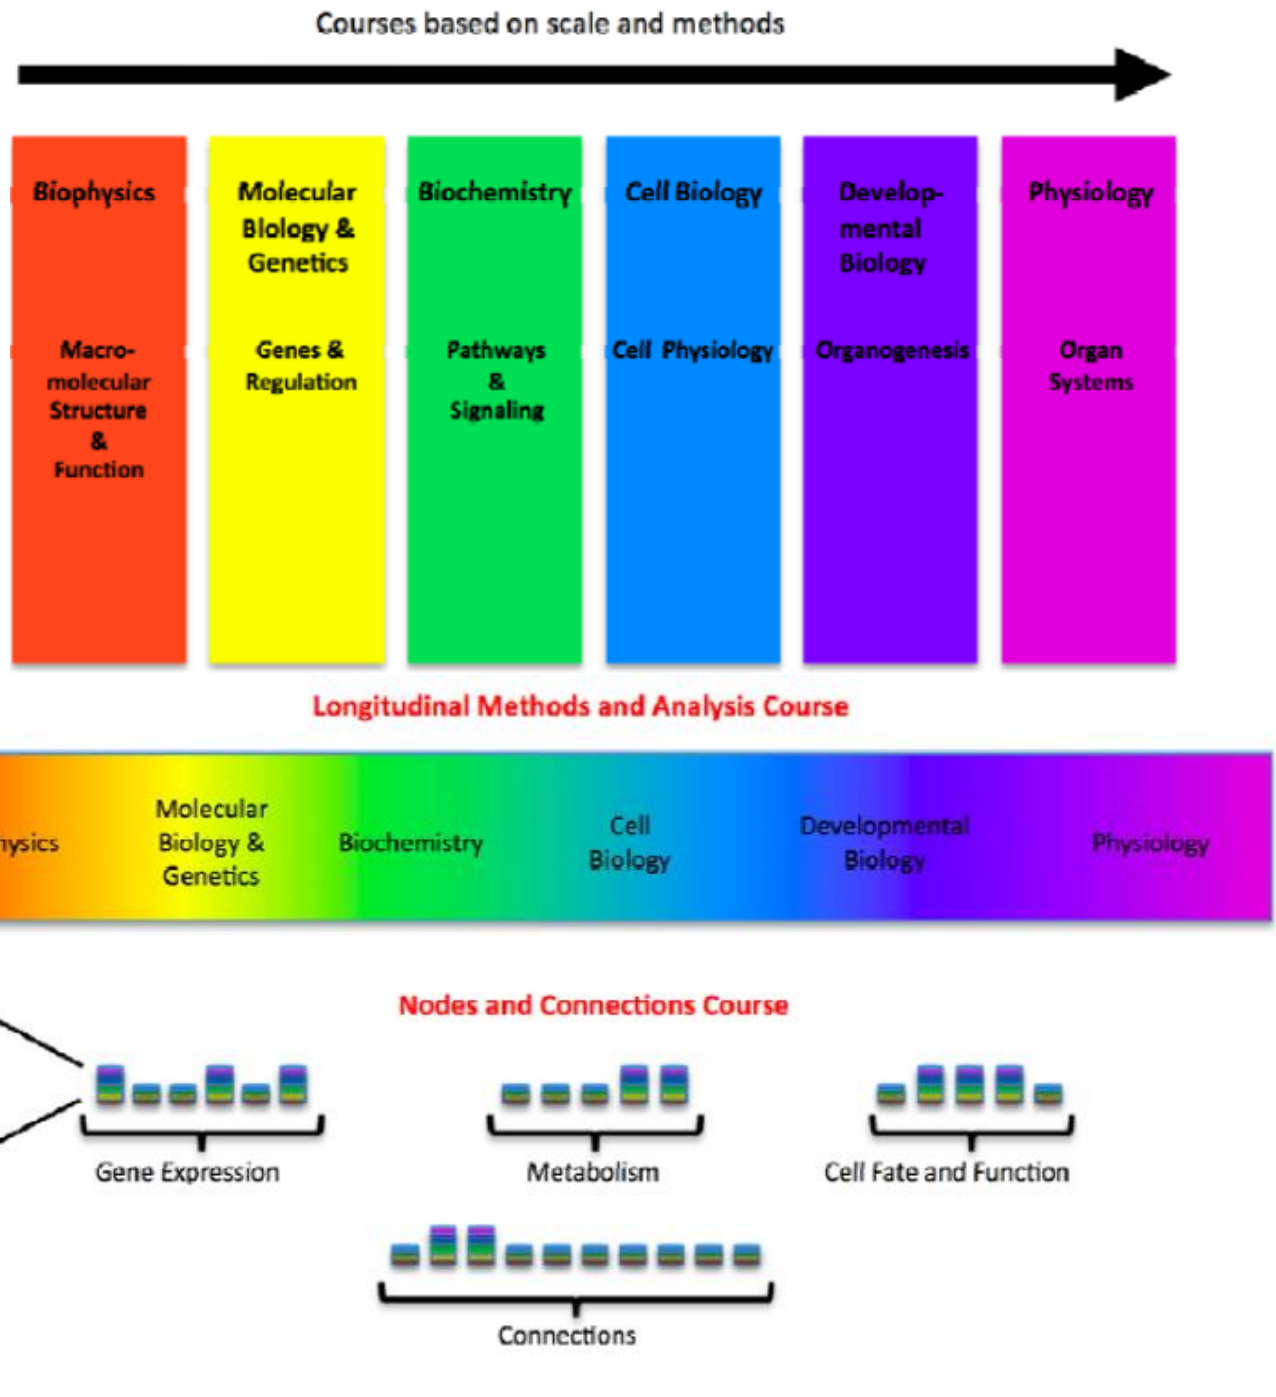 Courses based on scale and methods
Biophysics
Molecular
Blology &
Genetics
Biochemistry
Cell Biology
Develop-
mental
Biology
Physiology
Macro-
molecular
Structure
&
Function
Genes &
Regulation
Pathways
&
Signaling
Cell Physiology
Organogenesis
Organ
Systems
Longitudinal Methods and Analysis Course
hysics
Molecular
Biology &
Genetics
Biochemistry
Cell
Biology
Developmental
Biology
Physiology
Nodes and Connections Course
Gene Expression
Metabolism
Cell Fate and Function
Connections